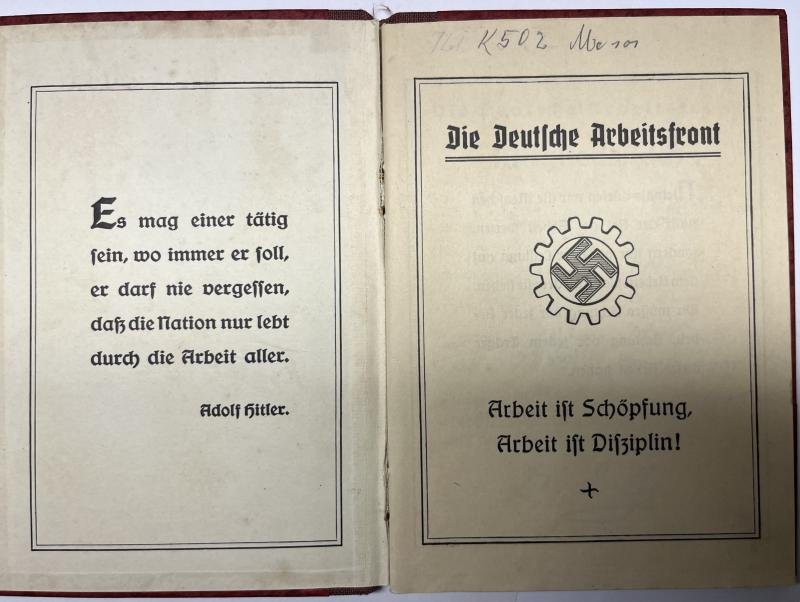 Es mag einer tätig
sein, wo immer er soll,
er darf nie vergessen,
daß die Nation nur lebt
durch die Arbeit aller.
Adolf Hitler.
K502
Die Deutsche Arbeitsfront
Arbeit ist Schöpfung,
Arbeit ist Disziplin!